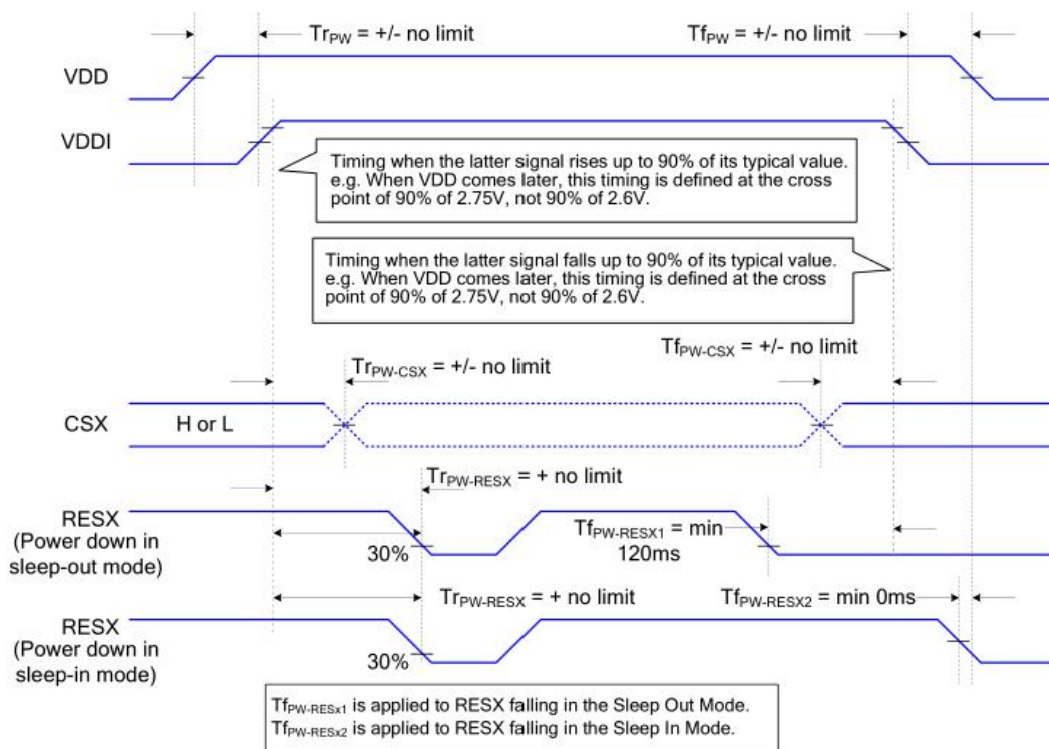 TrPW = +/- no limit
TfPW = +/- no limit
VDD
VDDI
Timing when the latter signal rises up to 90% of its typical value.
e.g. When VDD comes later, this timing is defined at the cross
point of 90% of 2.75V, not 90% of 2.6V.
Timing when the latter signal falls up to 90% of its typical value.
e.g. When VDD comes later, this timing is defined at the cross
point of 90% of 2.75V, not 90% of 2.6V.
TrPW-CSX = +/- no limit
TfPW-CSX = +/- no limit
CSX
H or L
TrPW-RESX = + no limit
RESX
(Power down in
sleep-out mode)
30%
TfPW-RESX1 = min
120ms
TrPW-RESX = + no limit
TfPW-RESX2 = min 0ms
RESX
(Power down in
sleep-in mode)
30%
TfPW-RESx1 is applied to RESX falling in the Sleep Out Mode.
TfPW-RESx2 is applied to RESX falling in the Sleep In Mode.